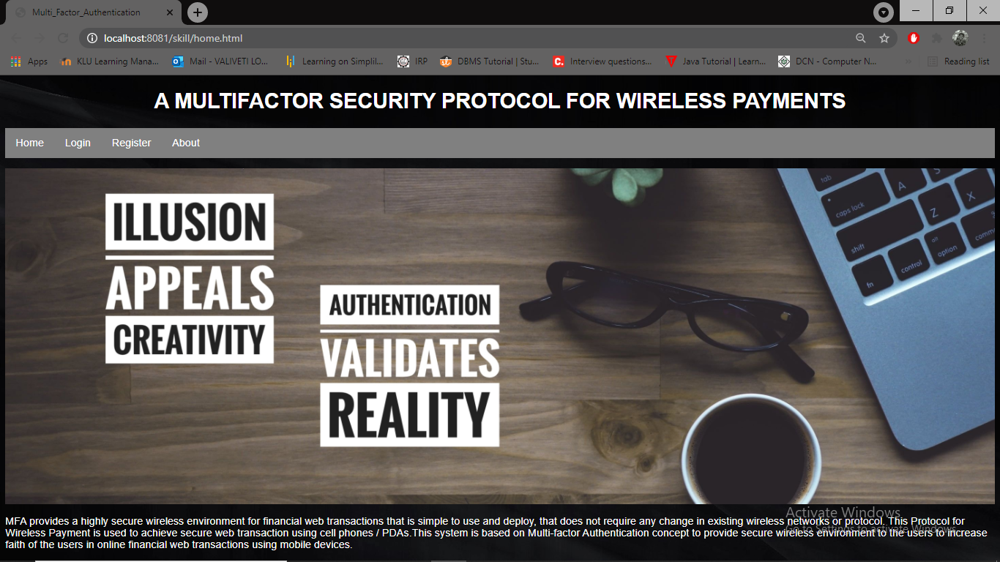 Multi_Factor_Authentication
localhost:8081/skill/home.html
Apps
KLU Learning Mana...
Mail - VALIVETI LO...
Learning on Simplil...
IRP
DBMS Tutorial | Stu...
Interview questions...
Java Tutorial | Learn...
DCN - Computer N...
Reading list
A MULTIFACTOR SECURITY PROTOCOL FOR WIRELESS PAYMENTS
Home Login Register About
ILLUSION
APPEALS
CREATIVITY
AUTHENTICATION
VALIDATES
REALITY
tab
caps lock
A
S
shift
Z
X
fn
control
alt
option
MFA provides a highly secure wireless environment for financial web transactions that is simple to use and deploy, that does not require any change in existing wireless networks or protocol. This Protocol for
Wireless Payment is used to achieve secure web transaction using cell phones / PDAs.This system is based on Multi-factor Authentication concept to provide secure wireless environment to the users to increase
faith of the users in online financial web transactions using mobile devices.
Activate Windows
Go to Settings to activate Windows.